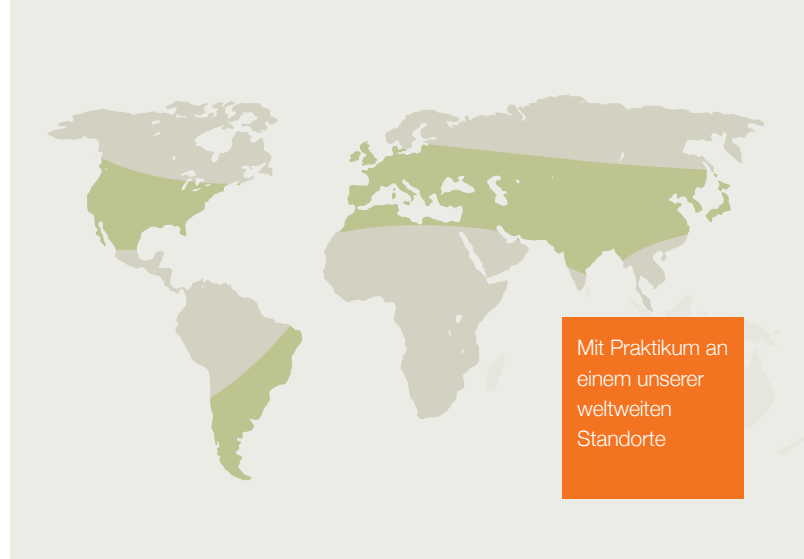 Mit Praktikum an
einem unserer
weltweiten
Standorte